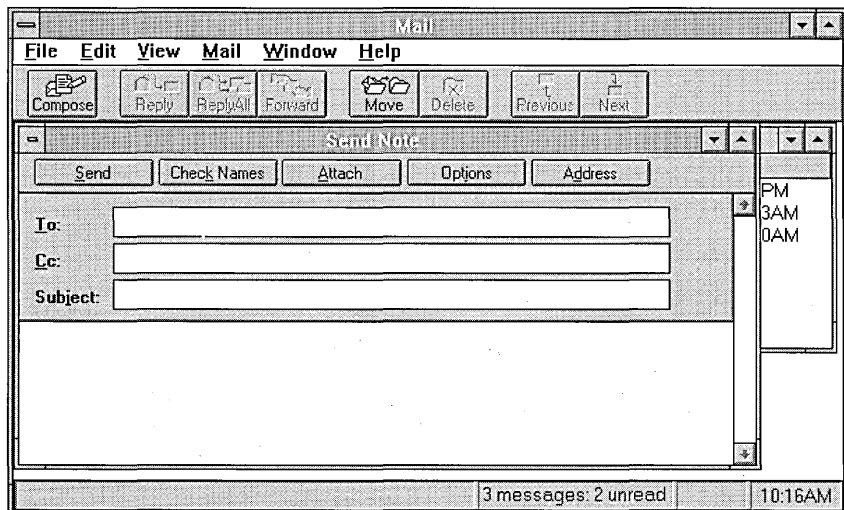 Mail
File Edit View Mail Window Help
Compose Reply ReplyAll Forward Move Delete Previous Next
Send Note
Send Check Names Attach Options Address
PM
To: 3AM
0AM
Cc:
Subject:
3 messages: 2 unread 10:16AM